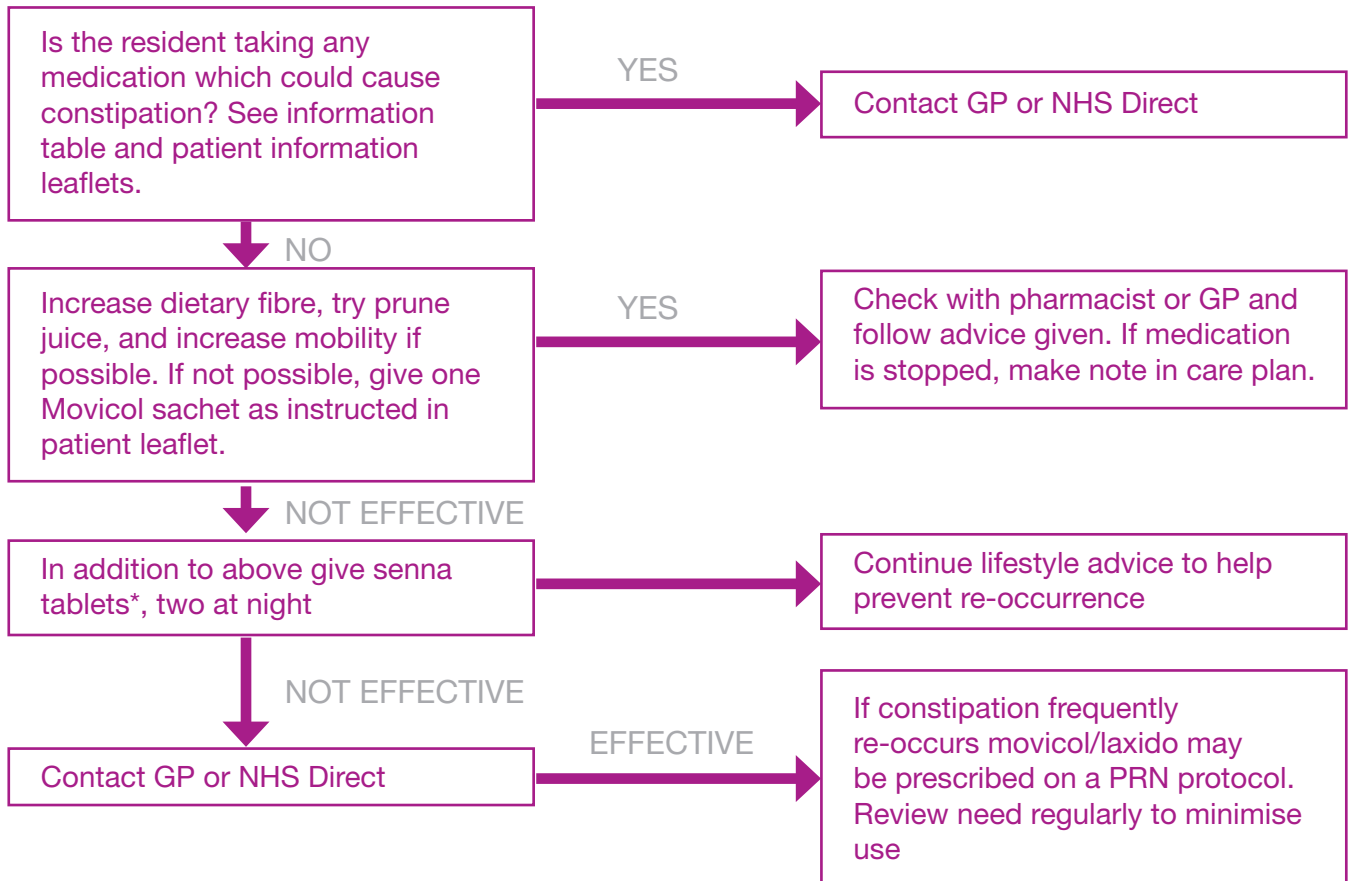 Is the resident taking any
medication which could cause
constipation? See information
table and patient information
leaflets.
YES
Contact GP or NHS Direct
NO
Increase dietary fibre, try prune
juice, and increase mobility if
possible. If not possible, give one
Movicol sachet as instructed in
patient leaflet.
YES
Check with pharmacist or GP and
follow advice given. If medication
is stopped, make note in care plan.
NOT EFFECTIVE
In addition to above give senna
tablets*, two at night
Continue lifestyle advice to help
prevent re-occurrence
NOT EFFECTIVE
Contact GP or NHS Direct
EFFECTIVE
If constipation frequently
re-occurs movicol/laxido may
be prescribed on a PRN protocol.
Review need regularly to minimise
use